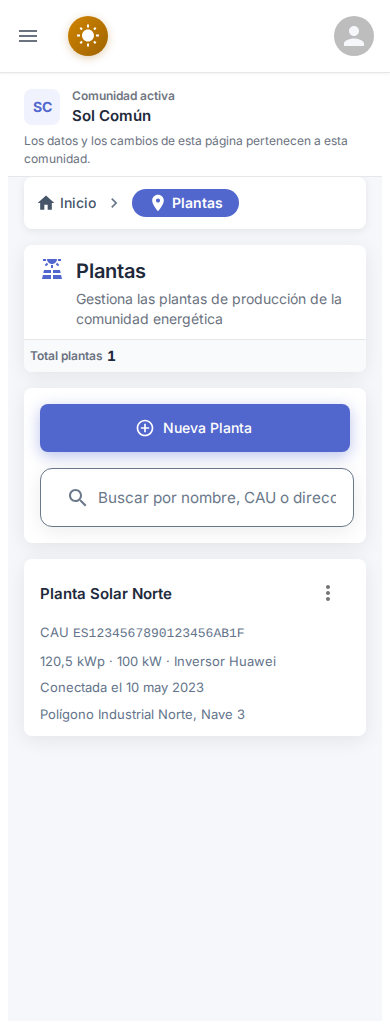 Comunidad activa
SC
Sol Común
Los datos y los cambios de esta página pertenecen a esta
comunidad.
Inicio
Plantas
Plantas
Gestiona las plantas de producción de la
comunidad energética
Total plantas 1
Nueva Planta
Buscar por nombre, CAU o direcc
Planta Solar Norte
CAU ES1234567890123456AB1F
120,5 kWp · 100 kW · Inversor Huawei
Conectada el 10 may 2023
Polígono Industrial Norte, Nave 3